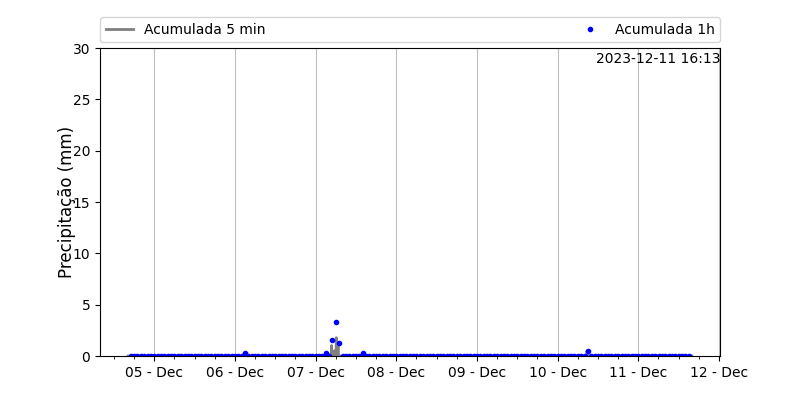 Acumulada 5 min
Acumulada 1h
2023-12-11 16:13
Precipitação (mm)
30
25
20
15
10
5
0
05 - Dec
06 - Dec
07 - Dec
08 - Dec
09 - Dec
10 - Dec
11 - Dec
12 - Dec